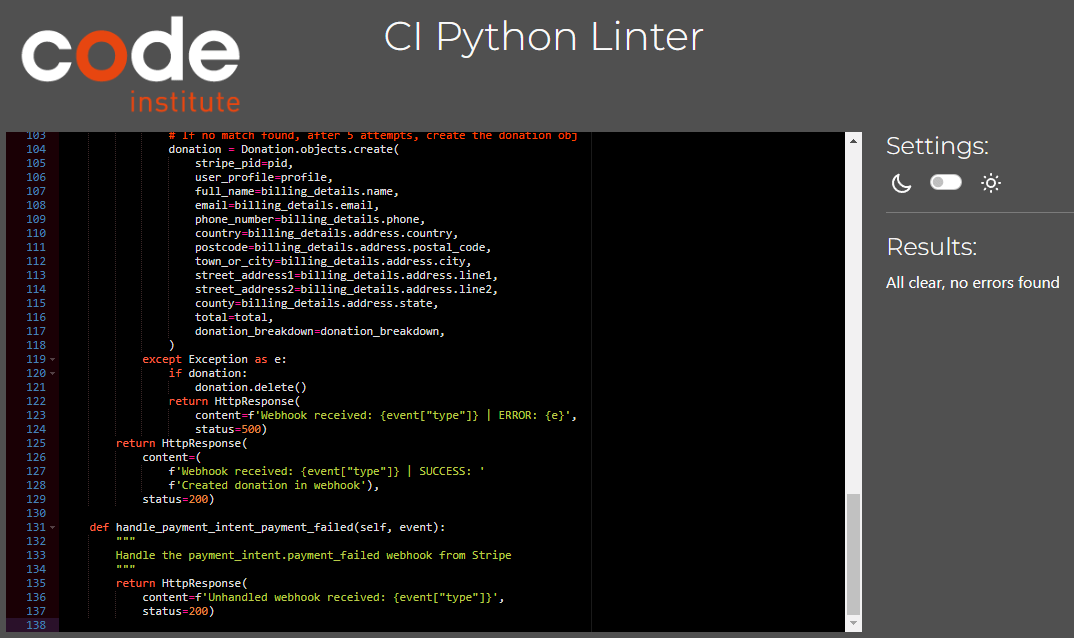 code
institute
CI Python Linter
103 # If no match found, after 5 attempts, create the donation obj
104 donation = Donation.objects.create(
105 stripe_pid=pid,
106 user_profile=profile,
107 full_name=billing_details.name,
108 email=billing_details.email,
109 phone_number=billing_details.phone,
110 country=billing_details.address.country,
111 postcode=billing_details.address.postal_code,
112 town_or_city=billing_details.address.city,
113 street_address1=billing_details.address.line1,
114 street_address2=billing_details.address.line2,
115 county=billing_details.address.state,
116 total=total,
117 donation_breakdown=donation_breakdown,
118 )
119 except Exception as e:
120 if donation:
121 donation.delete()
122 return HttpResponse(
123 content=f'Webhook received: {event["type"]} | ERROR: {e}',
124 status=500)
125 return HttpResponse(
126 content=(
127 f'Webhook received: {event["type"]} | SUCCESS: '
128 f'Created donation in webhook'),
129 status=200)
130
131 def handle_payment_intent_payment_failed(self, event):
132 """
133 Handle the payment_intent.payment_failed webhook from Stripe
134 """
135 return HttpResponse(
136 content=f'Unhandled webhook received: {event["type"]}',
137 status=200)
138
Settings:
Results:
All clear, no errors found